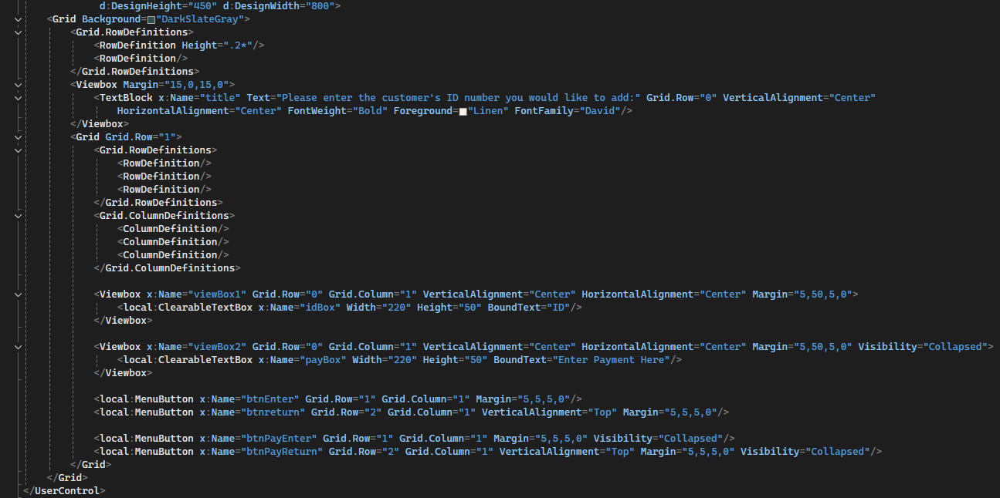 d:DesignHeight="450" d:DesignWidth="800">
<Grid Background="DarkSlateGray">
<Grid.RowDefinitions>
<RowDefinition Height=".2*"/>
<RowDefinition/>
</Grid.RowDefinitions>
<Viewbox Margin="15,0,15,0">
<TextBlock x:Name="title" Text="Please enter the customer's ID number you would like to add:" Grid.Row="0" VerticalAlignment="Center"
HorizontalAlignment="Center" FontWeight="Bold" Foreground="Linen" FontFamily="David"/>
</Viewbox>
<Grid Grid.Row="1">
<Grid.RowDefinitions>
<RowDefinition/>
<RowDefinition/>
<RowDefinition/>
</Grid.RowDefinitions>
<Grid.ColumnDefinitions>
<ColumnDefinition/>
<ColumnDefinition/>
<ColumnDefinition/>
</Grid.ColumnDefinitions>
<Viewbox x:Name="viewBox1" Grid.Row="0" Grid.Column="1" VerticalAlignment="Center" HorizontalAlignment="Center" Margin="5,50,5,0">
<local:ClearableTextBox x:Name="idBox" Width="220" Height="50" BoundText="ID"/>
</Viewbox>
<Viewbox x:Name="viewBox2" Grid.Row="0" Grid.Column="1" VerticalAlignment="Center" HorizontalAlignment="Center" Margin="5,50,5,0" Visibility="Collapsed">
<local:ClearableTextBox x:Name="payBox" Width="220" Height="50" BoundText="Enter Payment Here"/>
</Viewbox>
<local:MenuButton x:Name="btnEnter" Grid.Row="1" Grid.Column="1" Margin="5,5,5,0"/>
<local:MenuButton x:Name="btnreturn" Grid.Row="2" Grid.Column="1" VerticalAlignment="Top" Margin="5,5,5,0"/>
<local:MenuButton x:Name="btnPayEnter" Grid.Row="1" Grid.Column="1" Margin="5,5,5,0" Visibility="Collapsed"/>
<local:MenuButton x:Name="btnPayReturn" Grid.Row="2" Grid.Column="1" VerticalAlignment="Top" Margin="5,5,5,0" Visibility="Collapsed"/>
</Grid>
</Grid>
</UserControl>